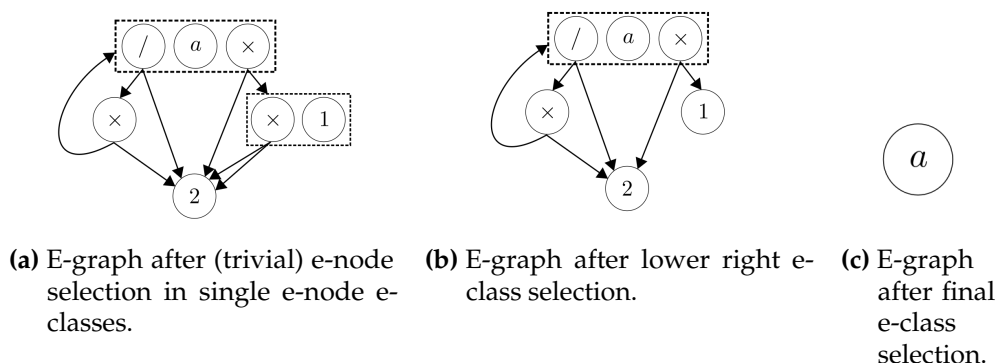 / a ×
× × 1
2
/ a ×
× 1
2
a
(a) E-graph after (trivial) e-node
selection in single e-node e-
classes.
(b) E-graph after lower right e-
class selection.
(c) E-graph
after final
e-class
selection.